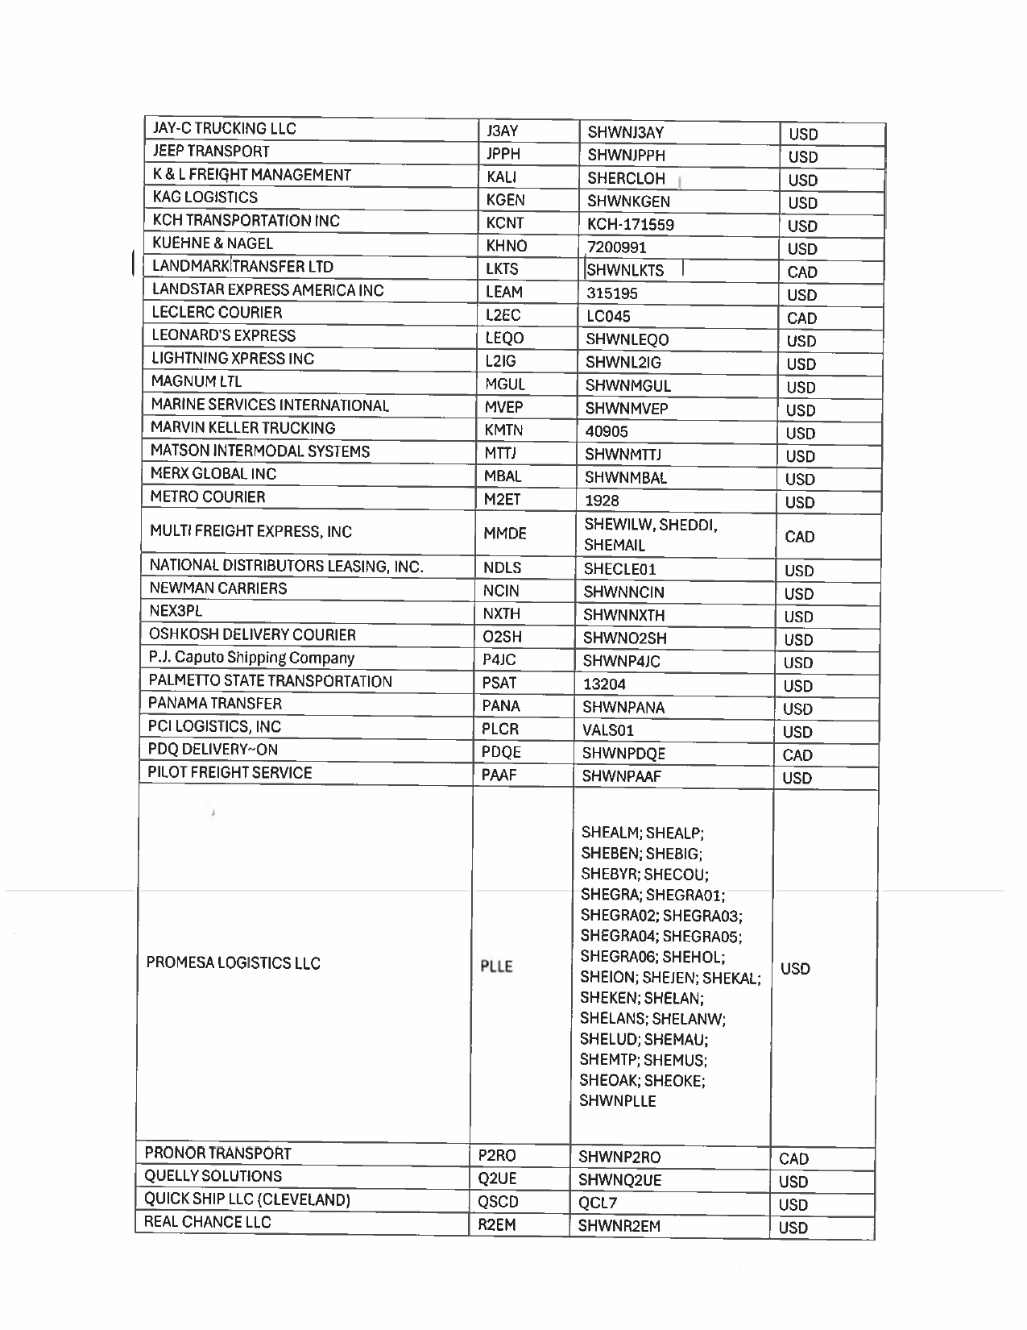 JAY-C TRUCKING LLC J3AY SHWNJ3AY USD
JEEP TRANSPORT JPPH SHWNJPPH USD
K & L FREIGHT MANAGEMENT KALI SHERCLOH USD
KAG LOGISTICS KGEN SHWNKGEN USD
KCH TRANSPORTATION INC KCNT KCH-171559 USD
KUEHNE & NAGEL KHNO 7200991 USD
LANDMARK TRANSFER LTD LKTS SHWNLKTS CAD
LANDSTAR EXPRESS AMERICA INC LEAM 315195 USD
LECLERC COURIER L2EC LC045 CAD
LEONARD'S EXPRESS LEQO SHWNLEQO USD
LIGHTNING XPRESS INC L2IG SHWNL2IG USD
MAGNUM LTL MGUL SHWNMGUL USD
MARINE SERVICES INTERNATIONAL MVEP SHWNMVEP USD
MARVIN KELLER TRUCKING KMTN 40905 USD
MATSON INTERMODAL SYSTEMS MTTJ SHWNMTTJ USD
MERX GLOBAL INC MBAL SHWNMBAL USD
METRO COURIER M2ET 1928 USD
MULTI FREIGHT EXPRESS, INC MMDE SHEWILW, SHEDDI,
SHEMAIL CAD
NATIONAL DISTRIBUTORS LEASING, INC. NDLS SHECLE01 USD
NEWMAN CARRIERS NCIN SHWNNCIN USD
NEX3PL NXTH SHWNNXTH USD
OSHKOSH DELIVERY COURIER O2SH SHWNO2SH USD
P.J. Caputo Shipping Company P4JC SHWNP4JC USD
PALMETTO STATE TRANSPORTATION PSAT 13204 USD
PANAMA TRANSFER PANA SHWNPANA USD
PCI LOGISTICS, INC PLCR VALS01 USD
PDQ DELIVERY~ON PDQE SHWNPDQE CAD
PILOT FREIGHT SERVICE PAAF SHWNPAAF USD
SHEALM; SHEALP;
SHEBEN; SHEBIG;
SHEBYR; SHECOU;
SHEGRA; SHEGRA01;
SHEGRA02; SHEGRA03;
SHEGRA04; SHEGRA05;
SHEGRA06; SHEHOL;
PROMESA LOGISTICS LLC PLLE USD
SHEION; SHEJEN; SHEKAL;
SHEKEN; SHELAN;
SHELANS; SHELANW;
SHELUD; SHEMAU;
SHEMTP; SHEMUS;
SHEOAK; SHEOKE;
SHWNPLLE
PRONOR TRANSPORT P2RO SHWNP2RO CAD
QUELLY SOLUTIONS Q2UE SHWNQ2UE USD
QUICK SHIP LLC (CLEVELAND) QSCD QCL7 USD
REAL CHANCE LLC R2EM SHWNR2EM USD